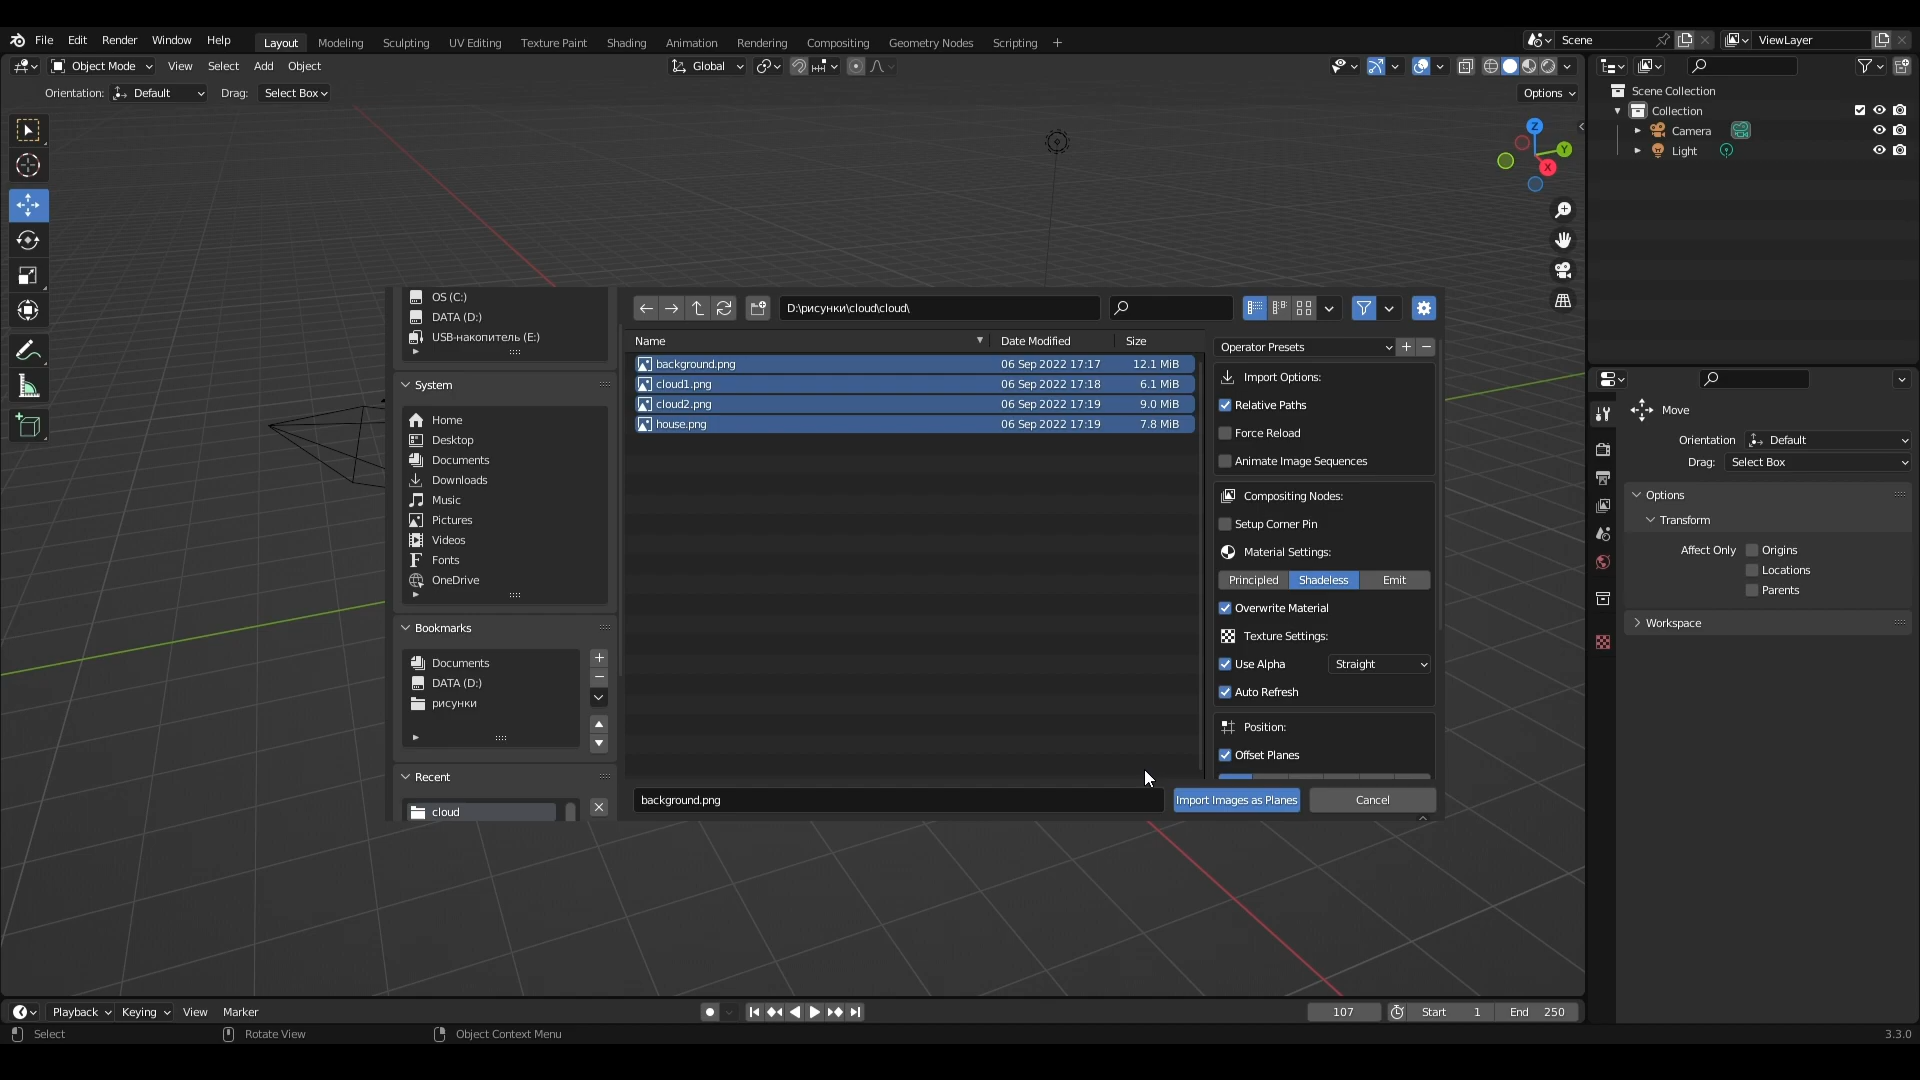 File Edit Render Window Help Layout Modeling Sculpting UV Editing Texture Paint Shading Animation Rendering Compositing Geometry Nodes Scripting + Scene ViewLayer
Object Mode View Select Add Object Global
Orientation: Default Drag: Select Box Options
Z
Y
X
Scene Collection
Collection
Camera
Light
OS (C:)
DATA (D:)
USB-накопитель (E:)
System
Home
Desktop
Documents
Downloads
Music
Pictures
Videos
Fonts
OneDrive
Bookmarks
Documents
DATA (D:)
рисунки
Recent
cloud
D:\рисунки\cloud\cloud\
Name Date Modified Size
background.png 06 Sep 2022 17:17 12.1 MiB
cloud1.png 06 Sep 2022 17:18 6.1 MiB
cloud2.png 06 Sep 2022 17:19 9.0 MiB
house.png 06 Sep 2022 17:19 7.8 MiB
Operator Presets
Import Options:
Relative Paths
Force Reload
Animate Image Sequences
Compositing Nodes:
Setup Corner Pin
Material Settings:
Principled Shadeless Emit
Overwrite Material
Texture Settings:
Use Alpha Straight
Auto Refresh
Position:
Offset Planes
background.png Import Images as Planes Cancel
Move
Orientation Default
Drag: Select Box
Options
Transform
Affect Only Origins
Locations
Parents
Workspace
Playback Keying View Marker 107 Start 1 End 250
Select Rotate View Object Context Menu 3.3.0